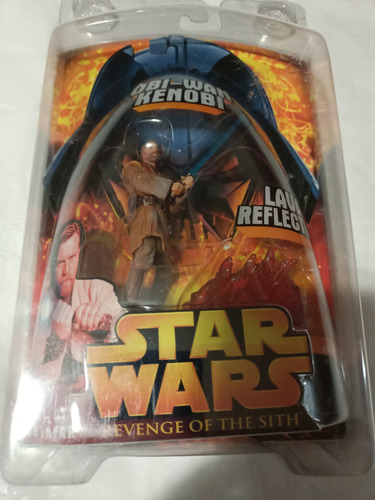 OBI-WAN
KENOBI
LAVA
REFLECT
STAR
WARS
REVENGE OF THE SITH